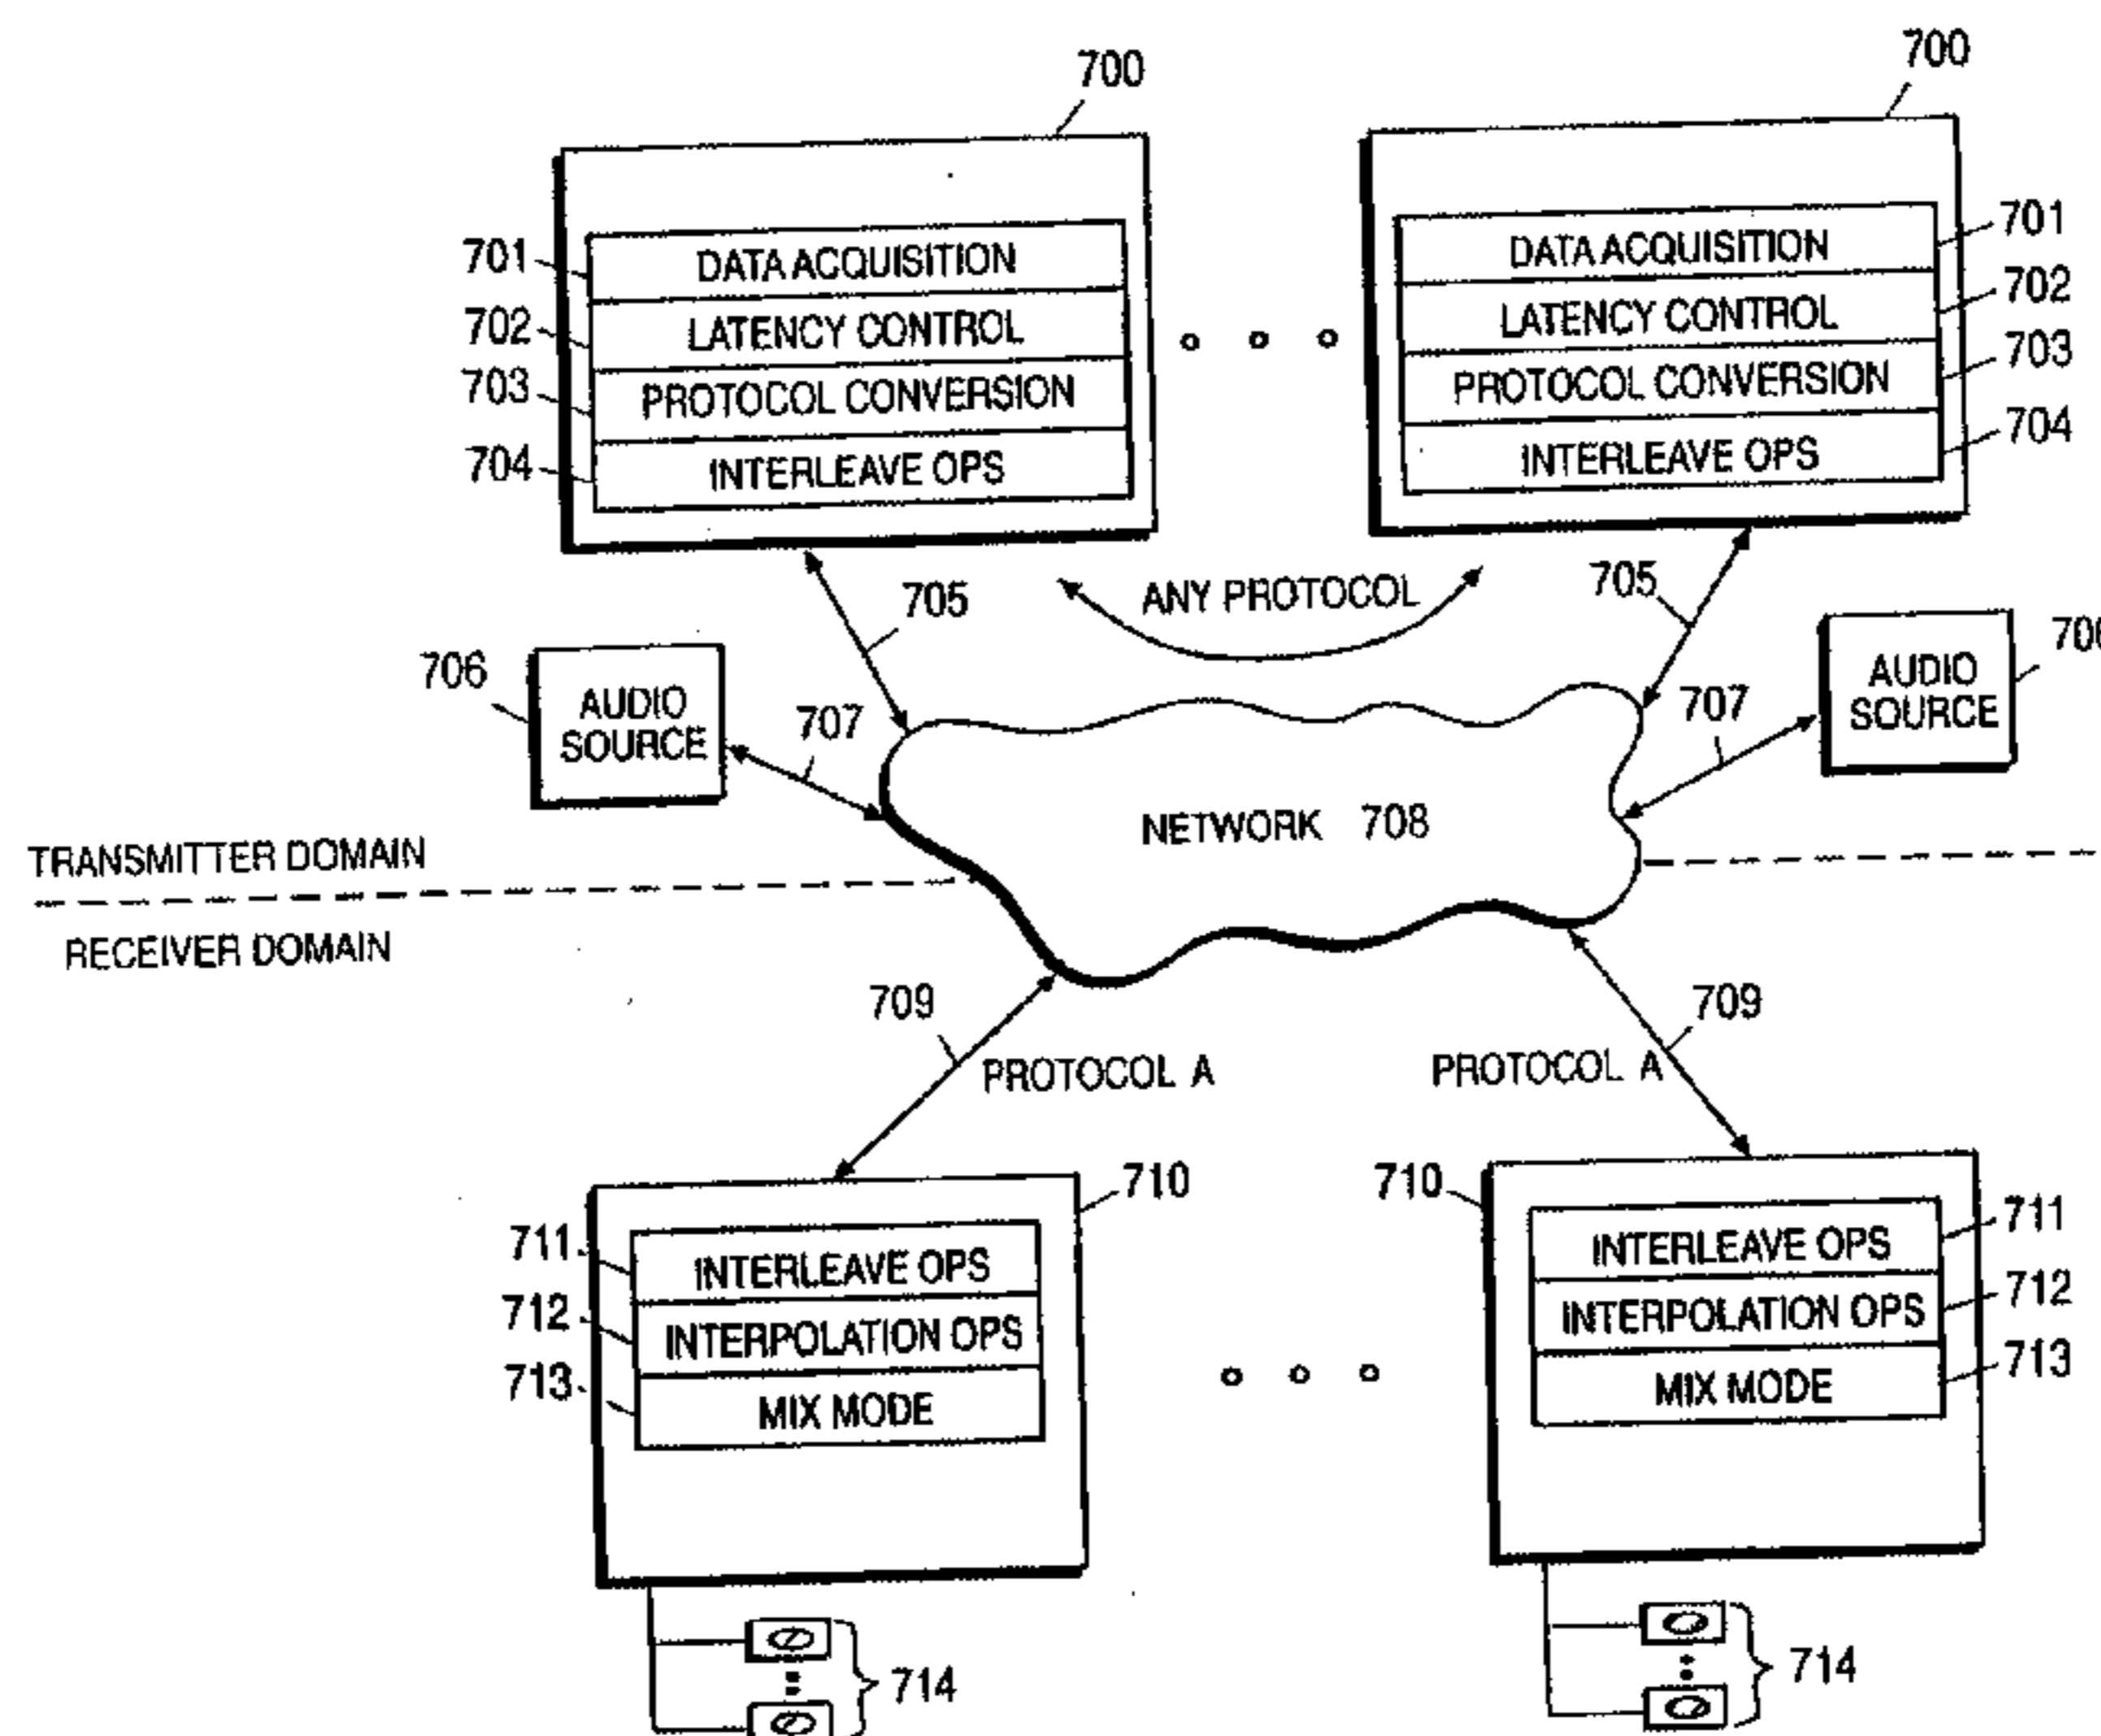 700
700
701
DATA ACQUISITION
702
LATENCY CONTROL
703
PROTOCOL CONVERSION
704
INTERLEAVE OPS
DATA ACQUISITION
701
LATENCY CONTROL
702
PROTOCOL CONVERSION
703
INTERLEAVE OPS
704
705
ANY PROTOCOL
705
706
AUDIO
SOURCE
707
707
AUDIO
SOURCE
NETWORK 708
TRANSMITTER DOMAIN
RECEIVER DOMAIN
709
PROTOCOL A
PROTOCOL A
709
710
711
INTERLEAVE OPS
712
INTERPOLATION OPS
713
MIX MODE
710
INTERLEAVE OPS
711
INTERPOLATION OPS
712
MIX MODE
713
714
714